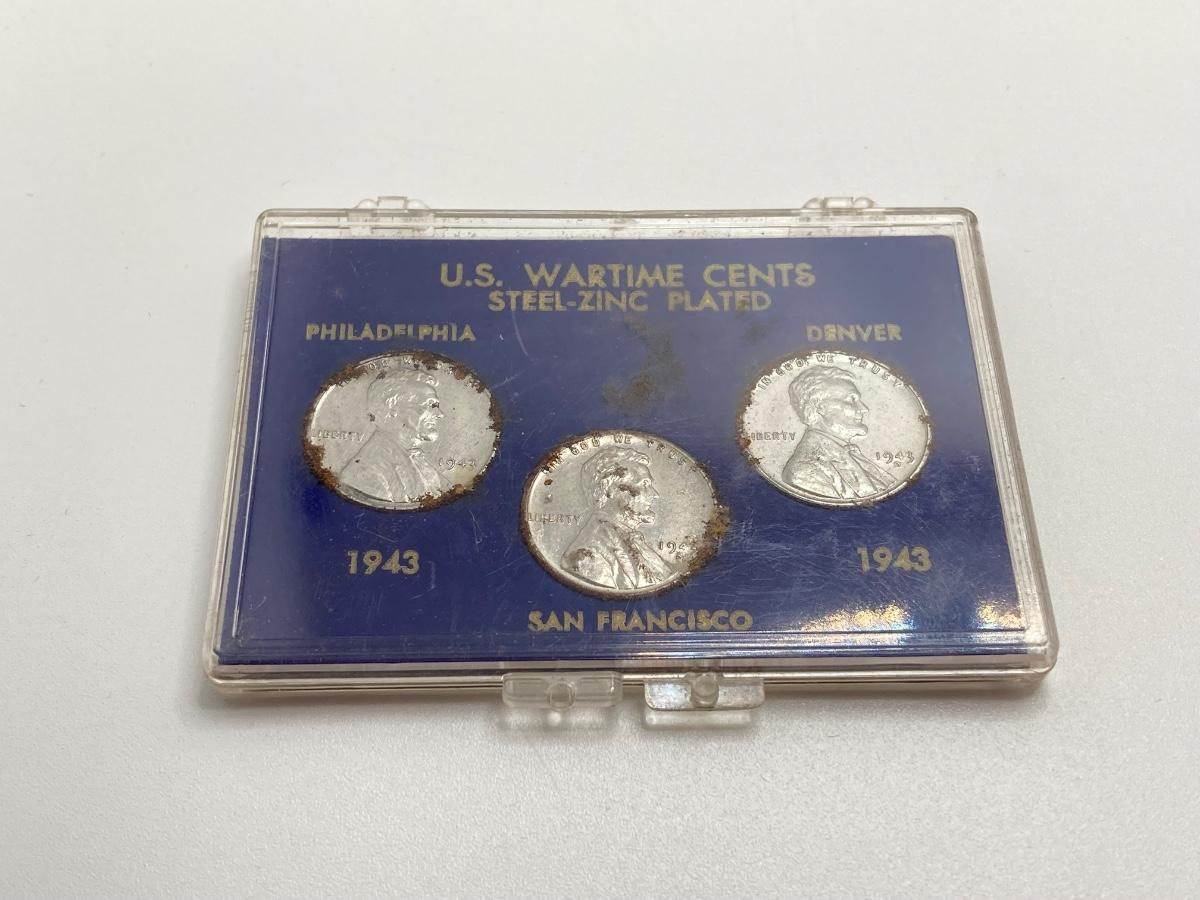 U.S. WARTIME CENTS
STEEL-ZINC PLATED
PHILADELPHIA
DENVER
LIBERTY
IN GOD WE TRUST
LIBERTY
1943
D
IN GOD WE TRUST
LIBERTY
1943
1943
SAN FRANCISCO